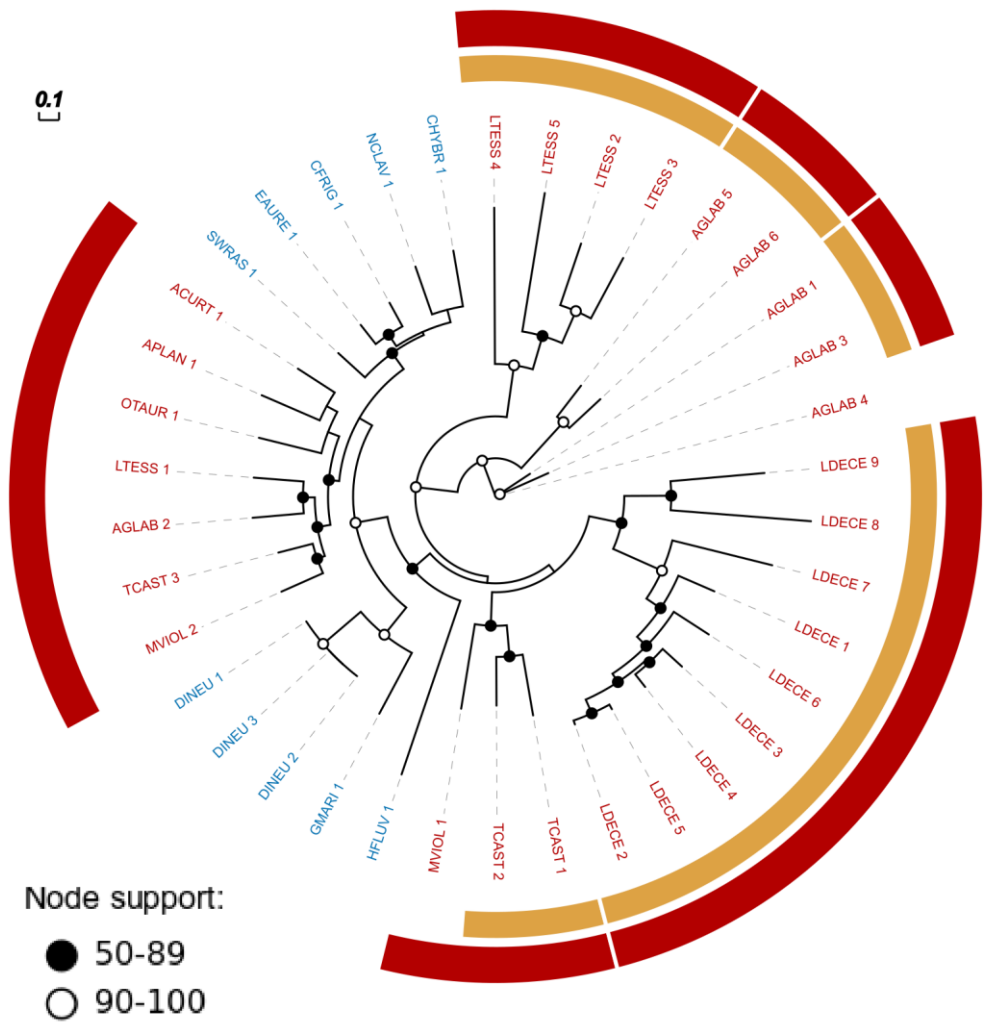 0.1
LTESS 4
LTESS 5
LTESS 2
LTESS 3
AGLAB 5
AGLAB 6
AGLAB 1
AGLAB 3
AGLAB 4
LDECE 9
LDECE 8
LDECE 7
LDECE 1
LDECE 6
LDECE 3
LDECE 4
LDECE 5
LDECE 2
TCAST 1
TCAST 2
MVIOL 1
HFLUV 1
GMARI 1
DINEU 2
DINEU 3
DINEU 1
MVIOL 2
TCAST 3
AGLAB 2
LTESS 1
OTAUR 1
APLAN 1
ACURT 1
SWRAS 1
EAURE 1
CFRIG 1
NCLAV 1
CHYBR 1
Node support:
50-89
90-100